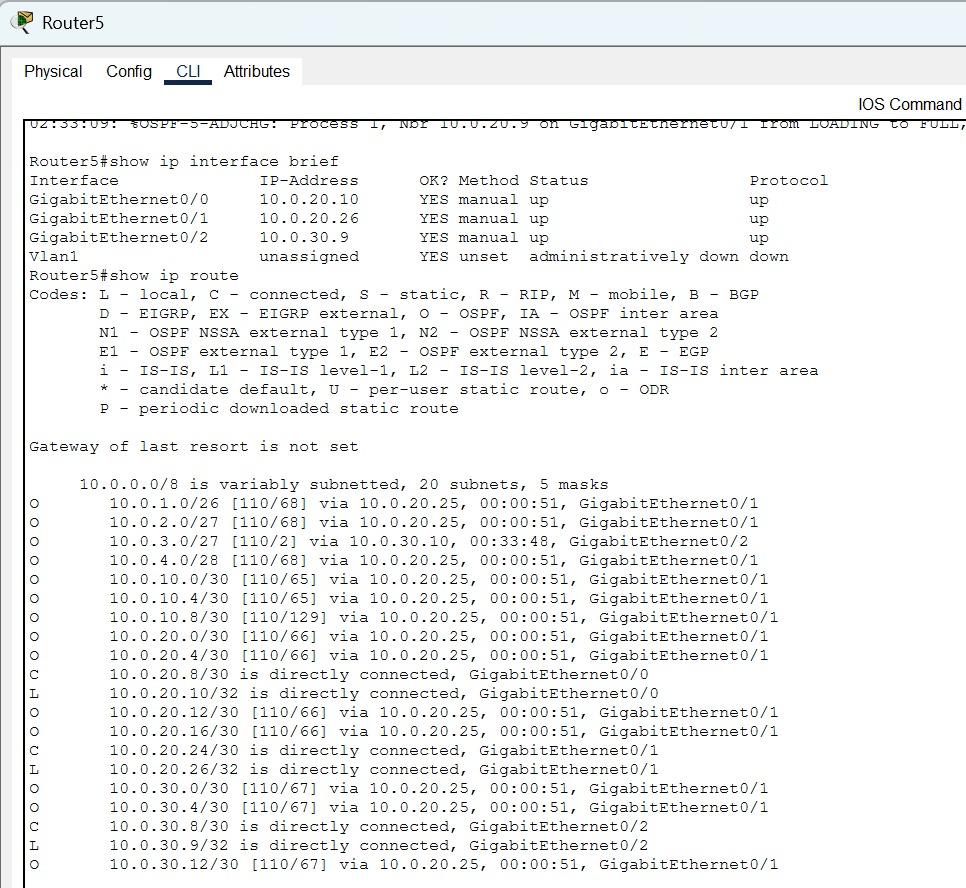 Router5
Physical Config CLI Attributes
IOS Command
02:33:09: %OSPF-5-ADJCHG: Process 1, Nbr 10.0.20.9 on GigabitEthernet0/1 from LOADING to FULL,
Router5#show ip interface brief
Interface IP-Address OK? Method Status Protocol
GigabitEthernet0/0 10.0.20.10 YES manual up up
GigabitEthernet0/1 10.0.20.26 YES manual up up
GigabitEthernet0/2 10.0.30.9 YES manual up up
Vlan1 unassigned YES unset administratively down down
Router5#show ip route
Codes: L - local, C - connected, S - static, R - RIP, M - mobile, B - BGP
D - EIGRP, EX - EIGRP external, O - OSPF, IA - OSPF inter area
N1 - OSPF NSSA external type 1, N2 - OSPF NSSA external type 2
E1 - OSPF external type 1, E2 - OSPF external type 2, E - EGP
i - IS-IS, L1 - IS-IS level-1, L2 - IS-IS level-2, ia - IS-IS inter area
* - candidate default, U - per-user static route, o - ODR
P - periodic downloaded static route
Gateway of last resort is not set
10.0.0.0/8 is variably subnetted, 20 subnets, 5 masks
O 10.0.1.0/26 [110/68] via 10.0.20.25, 00:00:51, GigabitEthernet0/1
O 10.0.2.0/27 [110/68] via 10.0.20.25, 00:00:51, GigabitEthernet0/1
O 10.0.3.0/27 [110/2] via 10.0.30.10, 00:33:48, GigabitEthernet0/2
O 10.0.4.0/28 [110/68] via 10.0.20.25, 00:00:51, GigabitEthernet0/1
O 10.0.10.0/30 [110/65] via 10.0.20.25, 00:00:51, GigabitEthernet0/1
O 10.0.10.4/30 [110/65] via 10.0.20.25, 00:00:51, GigabitEthernet0/1
O 10.0.10.8/30 [110/129] via 10.0.20.25, 00:00:51, GigabitEthernet0/1
O 10.0.20.0/30 [110/66] via 10.0.20.25, 00:00:51, GigabitEthernet0/1
O 10.0.20.4/30 [110/66] via 10.0.20.25, 00:00:51, GigabitEthernet0/1
C 10.0.20.8/30 is directly connected, GigabitEthernet0/0
L 10.0.20.10/32 is directly connected, GigabitEthernet0/0
O 10.0.20.12/30 [110/66] via 10.0.20.25, 00:00:51, GigabitEthernet0/1
O 10.0.20.16/30 [110/66] via 10.0.20.25, 00:00:51, GigabitEthernet0/1
C 10.0.20.24/30 is directly connected, GigabitEthernet0/1
L 10.0.20.26/32 is directly connected, GigabitEthernet0/1
O 10.0.30.0/30 [110/67] via 10.0.20.25, 00:00:51, GigabitEthernet0/1
O 10.0.30.4/30 [110/67] via 10.0.20.25, 00:00:51, GigabitEthernet0/1
C 10.0.30.8/30 is directly connected, GigabitEthernet0/2
L 10.0.30.9/32 is directly connected, GigabitEthernet0/2
O 10.0.30.12/30 [110/67] via 10.0.20.25, 00:00:51, GigabitEthernet0/1